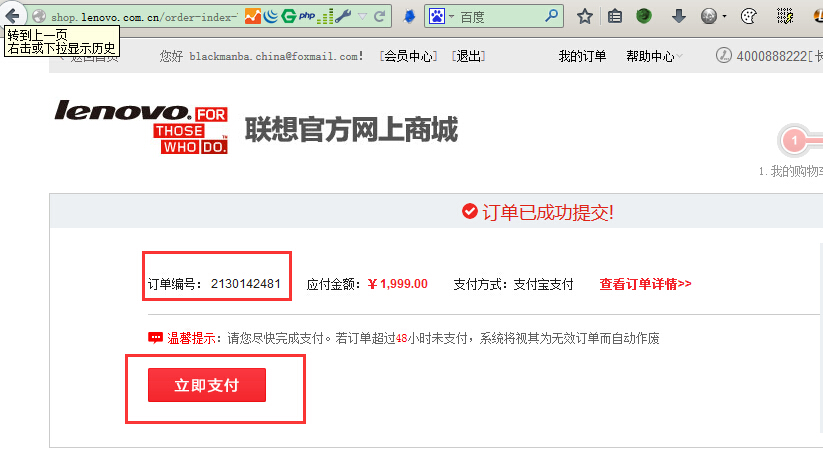 shop.lenovo.com.cn/order-index-
php
百度
转到上一页
右击或下拉显示历史
返回首页
您好 blackmanba.china@foxmail.com! [会员中心] [退出]
我的订单 帮助中心 4000888222[
lenovo FOR THOSE WHO DO.
联想官方网上商城
1
1. 我的购物车
订单已成功提交!
订单编号: 2130142481 应付金额: ¥ 1,999.00 支付方式: 支付宝支付 查看订单详情>>
温馨提示: 请您尽快完成支付。若订单超过48小时未支付，系统将视其为无效订单而自动作废
立即支付